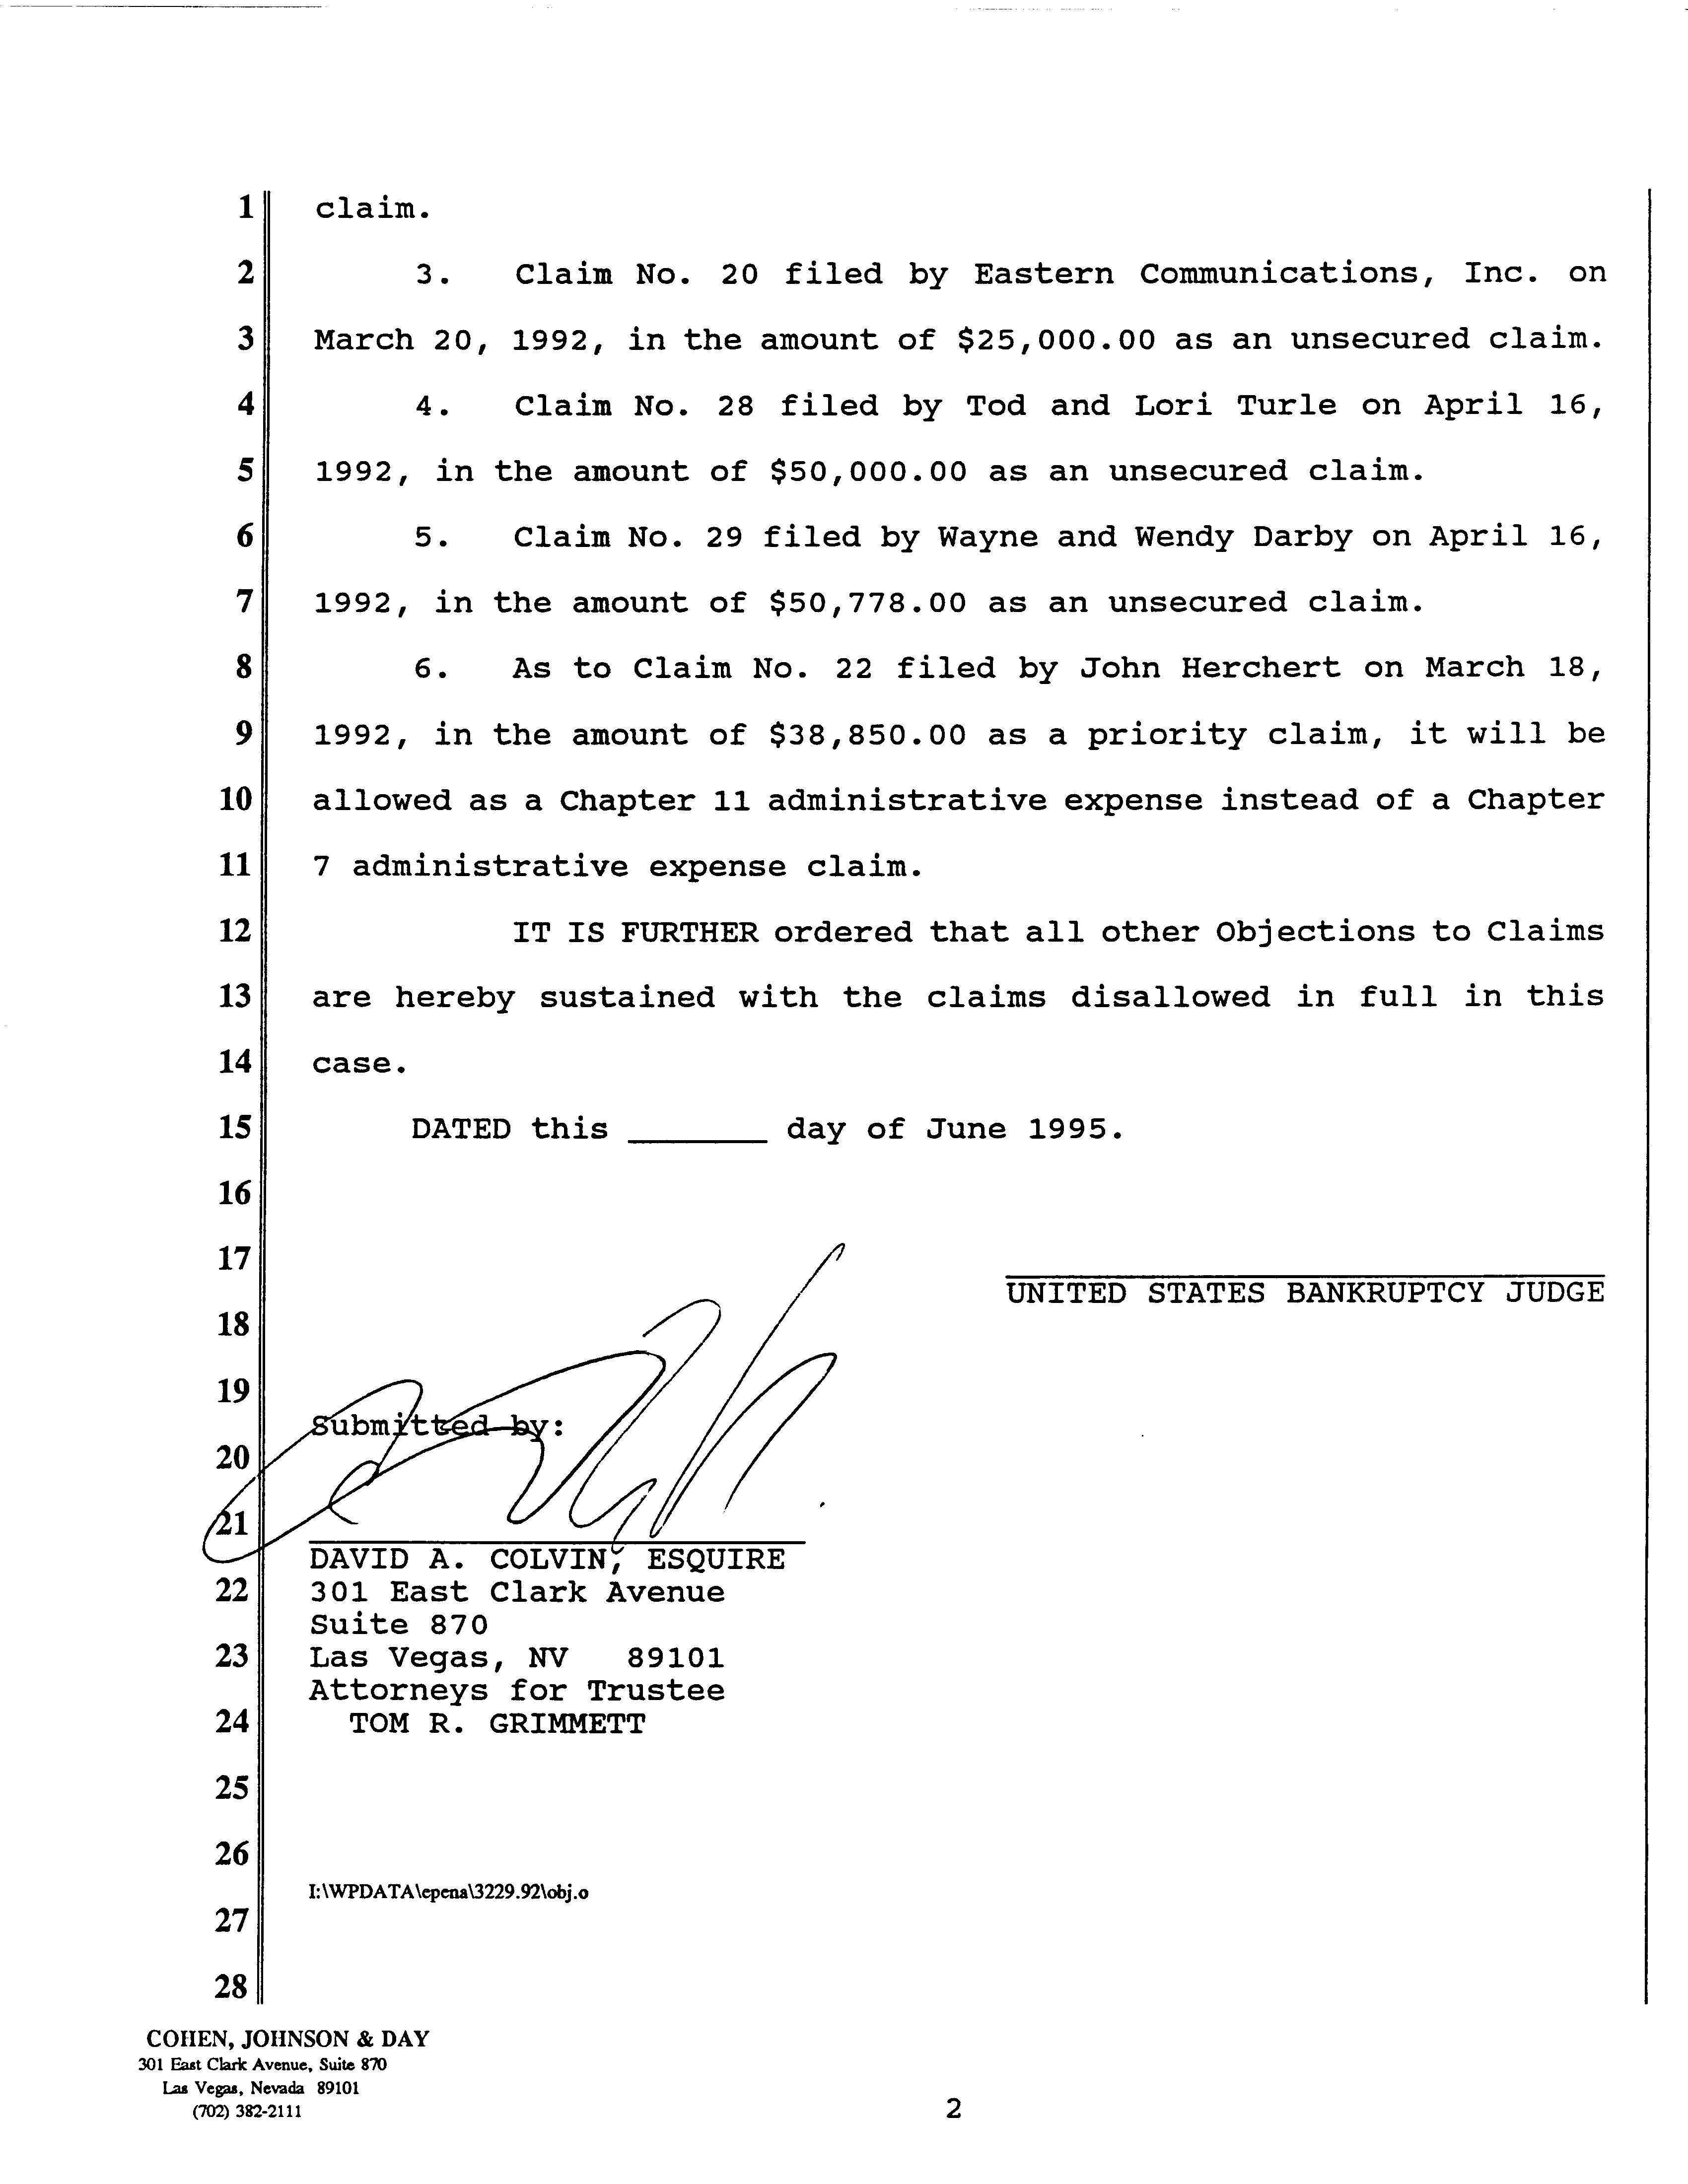 1 claim.
2 3. Claim No. 20 filed by Eastern Communications, Inc. on
3 March 20, 1992, in the amount of $25,000.00 as an unsecured claim.
4 4. Claim No. 28 filed by Tod and Lori Turle on April 16,
5 1992, in the amount of $50,000.00 as an unsecured claim.
6 5. Claim No. 29 filed by Wayne and Wendy Darby on April 16,
7 1992, in the amount of $50,778.00 as an unsecured claim.
8 6. As to Claim No. 22 filed by John Herchert on March 18,
9 1992, in the amount of $38,850.00 as a priority claim, it will be
10 allowed as a Chapter 11 administrative expense instead of a Chapter
11 7 administrative expense claim.
12 IT IS FURTHER ordered that all other Objections to Claims
13 are hereby sustained with the claims disallowed in full in this
14 case.
15 DATED this _______ day of June 1995.
16
17
UNITED STATES BANKRUPTCY JUDGE
18
19
Submitted by:
20
21
DAVID A. COLVIN, ESQUIRE
22 301 East Clark Avenue
Suite 870
23 Las Vegas, NV 89101
Attorneys for Trustee
24 TOM R. GRIMMETT
25
26
I:\WPDATA\epena\3229.92\obj.o
27
28
COHEN, JOHNSON & DAY
301 East Clark Avenue, Suite 870
Las Vegas, Nevada 89101
(702) 382-2111
2